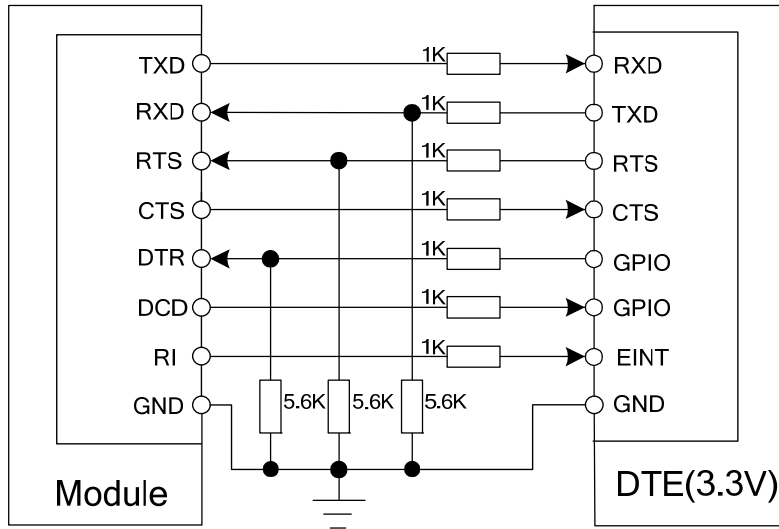 TXD 1K RXD
RXD 1K TXD
RTS 1K RTS
CTS 1K CTS
DTR 1K GPIO
DCD 1K GPIO
RI 1K EINT
GND 5.6K 5.6K 5.6K GND
Module DTE(3.3V)